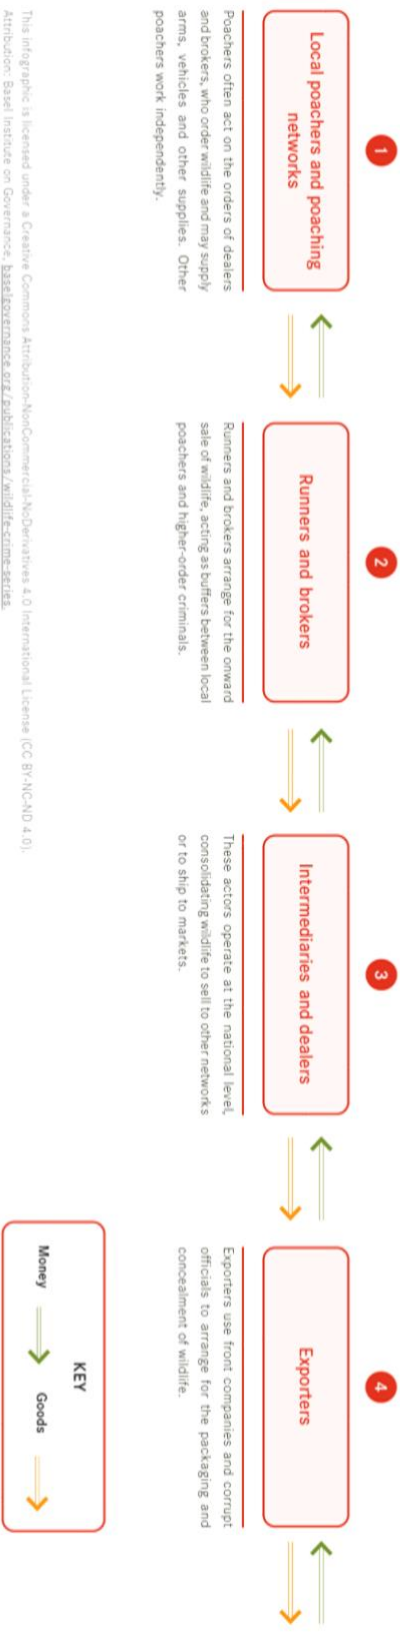 1
Local poachers and poaching
networks
Poachers often act on the orders of dealers
and brokers, who order wildlife and may supply
arms, vehicles and other supplies. Other
poachers work independently.
2
Runners and brokers
Runners and brokers arrange for the onward
sale of wildlife, acting as buffers between local
poachers and higher-order criminals.
3
Intermediaries and dealers
These actors operate at the national level,
consolidating wildlife to sell to other networks
or to ship to markets.
4
Exporters
Exporters use front companies and corrupt
officials to arrange for the packaging and
concealment of wildlife.
KEY
Money Goods
This infographic is licensed under a Creative Commons Attribution-NonCommercial-NoDerivatives 4.0 International License (CC BY-NC-ND 4.0).
Attribution: Basel Institute on Governance, baselgovernance.org/publications/wildlife-crime-series.